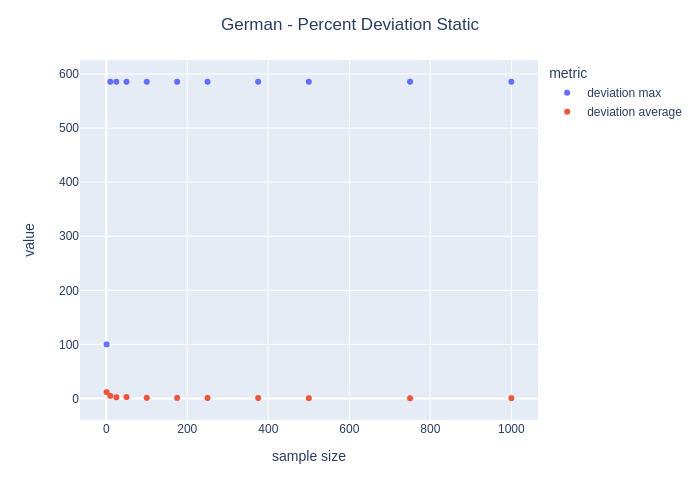 German - Percent Deviation Static
metric
deviation max
deviation average
value
600
500
400
300
200
100
0
0 200 400 600 800 1000
sample size